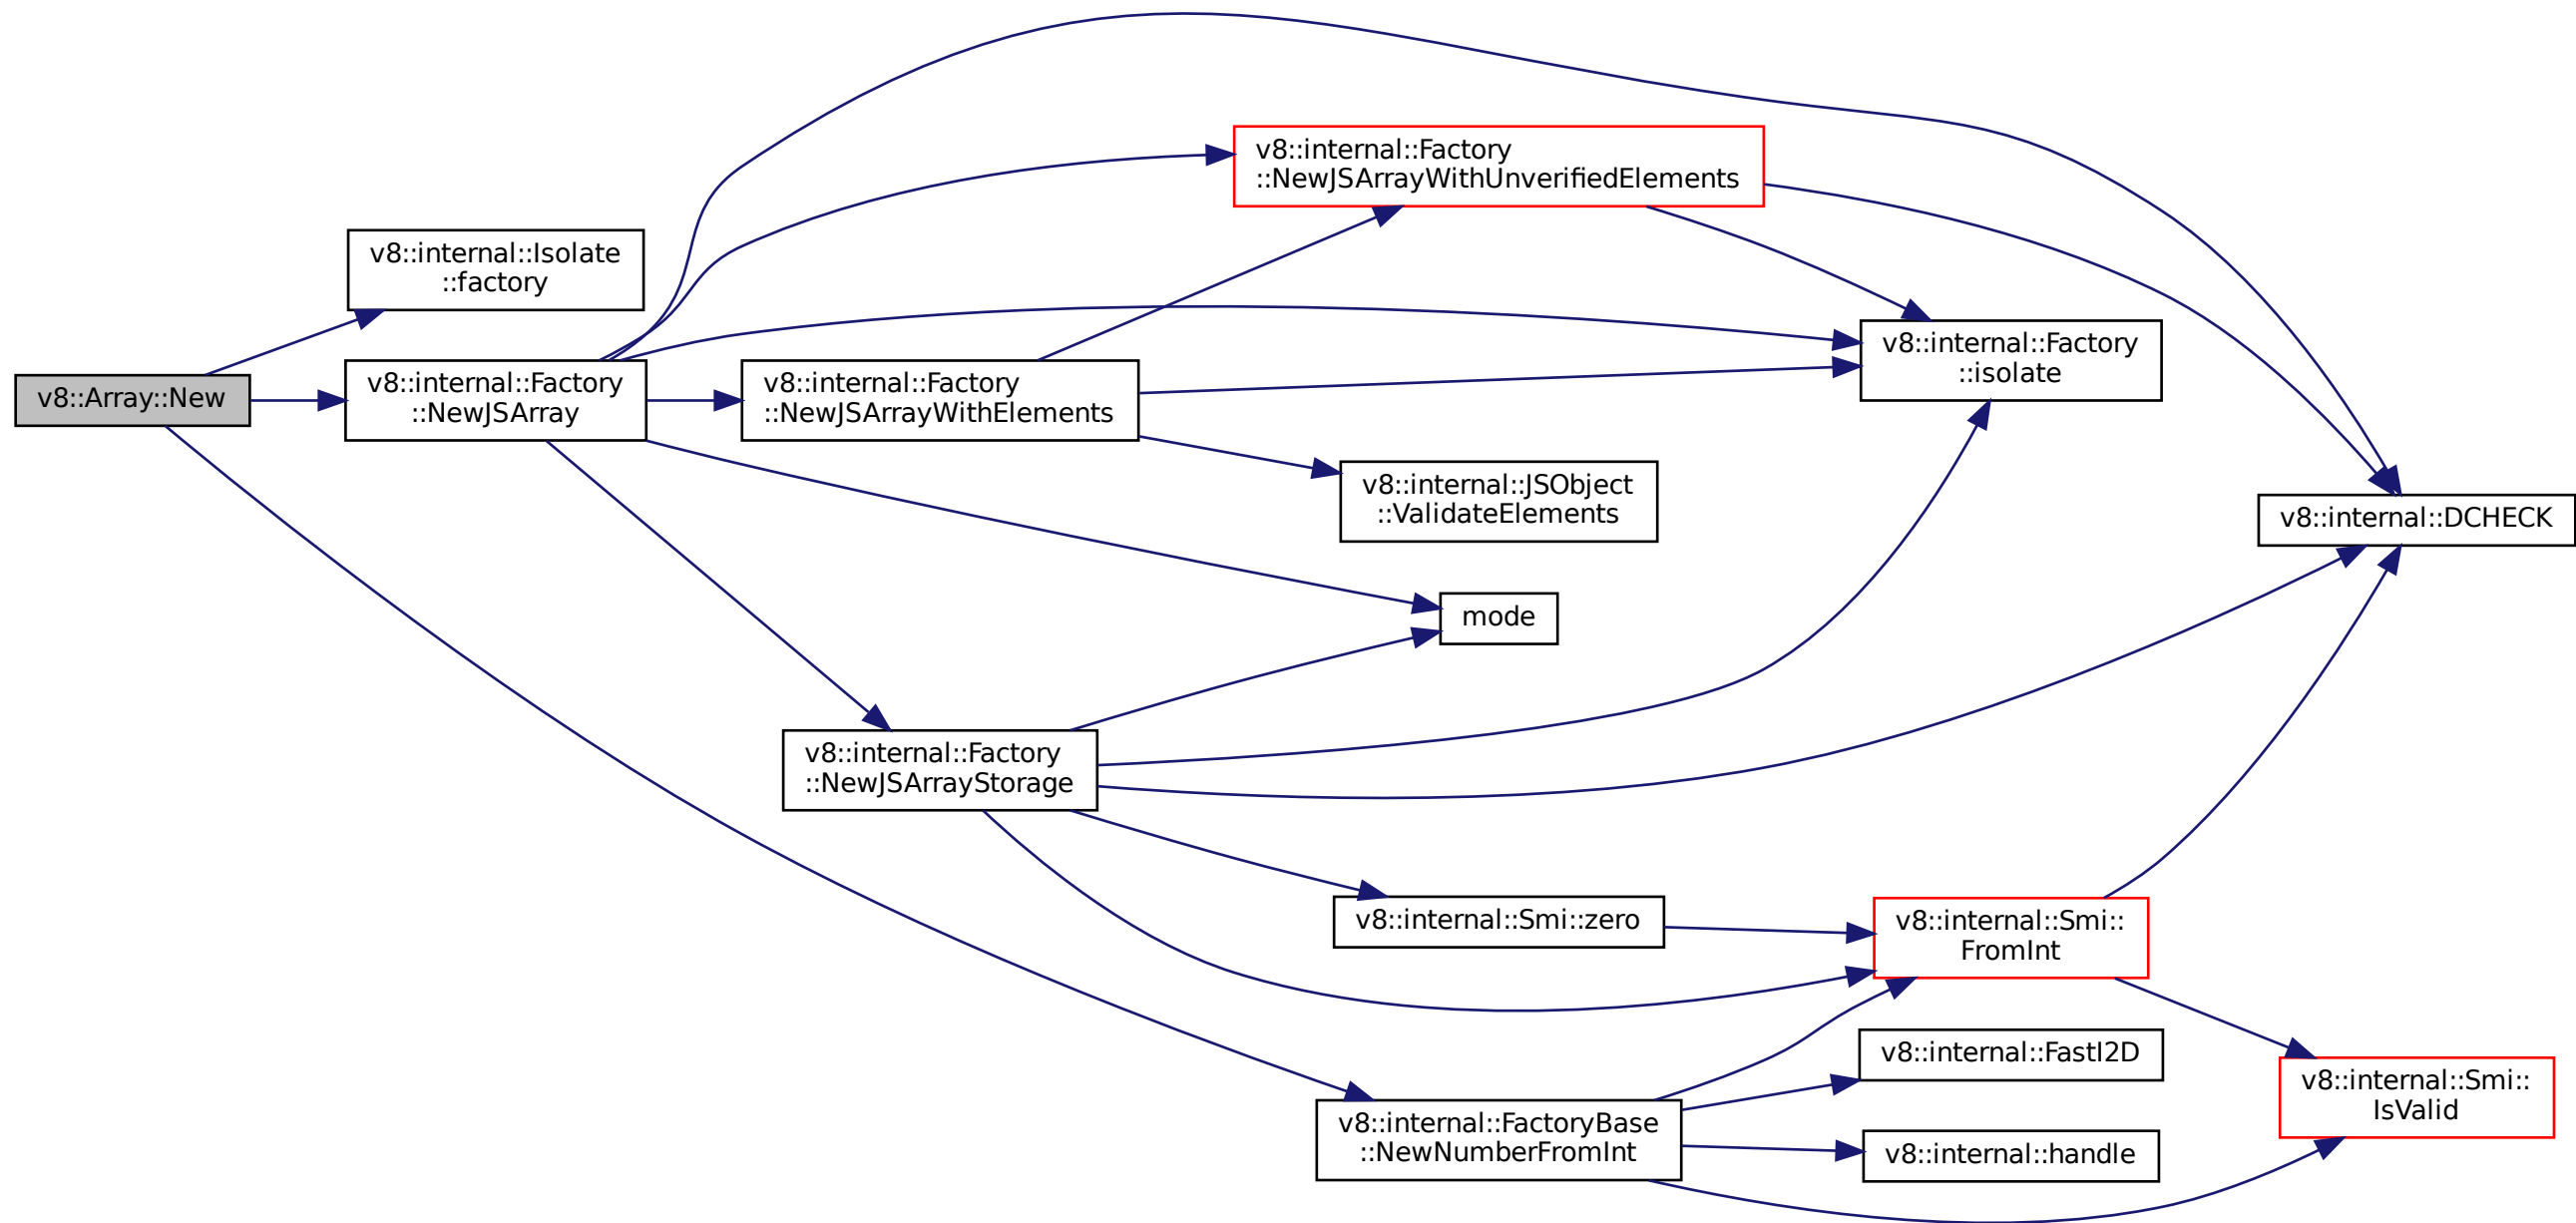 v8::Array::New
v8::internal::Isolate
::factory
v8::internal::Factory
::NewJSArray
v8::internal::Factory
::NewJSArrayWithElements
v8::internal::Factory
::NewJSArrayStorage
v8::internal::Factory
::NewJSArrayWithUnverifiedElements
v8::internal::JSObject
::ValidateElements
mode
v8::internal::Smi::zero
v8::internal::FactoryBase
::NewNumberFromInt
v8::internal::Factory
::isolate
v8::internal::Smi::
FromInt
v8::internal::FastI2D
v8::internal::handle
v8::internal::DCHECK
v8::internal::Smi::
IsValid